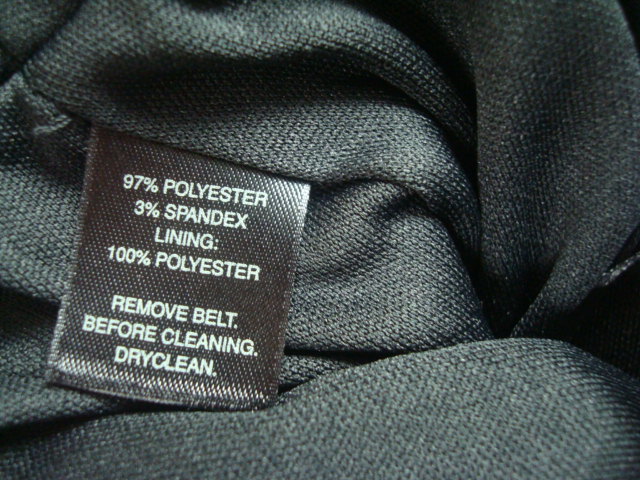 97% POLYESTER
3% SPANDEX
LINING:
100% POLYESTER
REMOVE BELT.
BEFORE CLEANING.
DRYCLEAN.